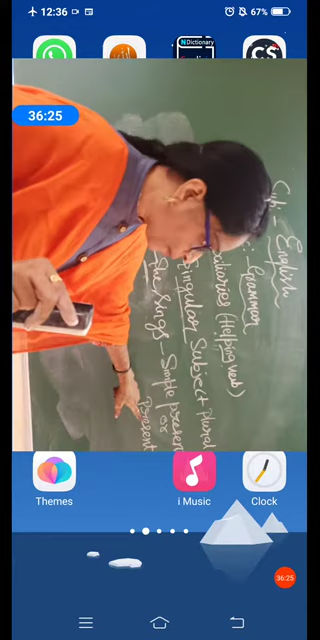 12:36
67%
36:25
N Dictionary
CS
Sub:- English
:- Grammar
(Helping verb)
Singular Subject Plural
She Sings - Simple present
or
Present
Themes
i Music
Clock
36:25